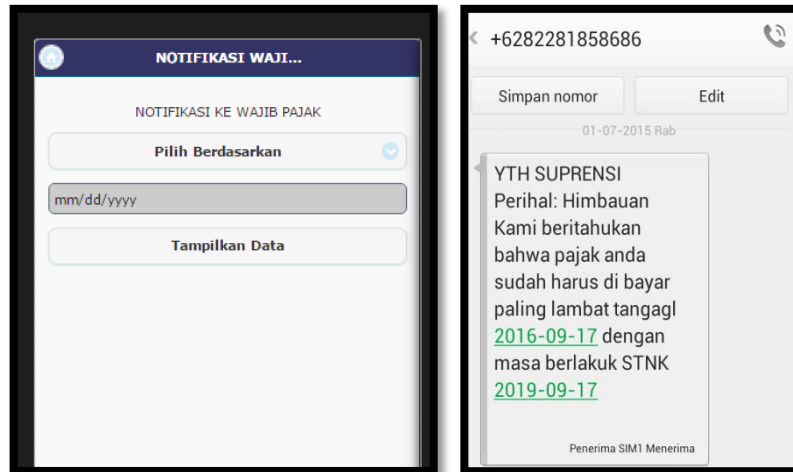 NOTIFIKASI WAJI...
NOTIFIKASI KE WAJIB PAJAK
Pilih Berdasarkan
mm/dd/yyyy
Tampilkan Data
+6282281858686
Simpan nomor
Edit
01-07-2015 Rab
YTH SUPRENSI
Perihal: Himbauan
Kami beritahukan
bahwa pajak anda
sudah harus di bayar
paling lambat tangagl
2016-09-17 dengan
masa berlakuk STNK
2019-09-17
Penerima SIM1 Menerima